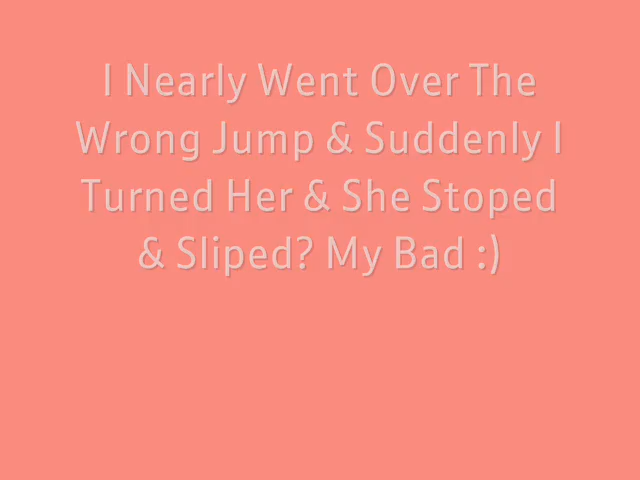 I Nearly Went Over The
Wrong Jump & Suddenly I
Turned Her & She Stoped
& Sliped? My Bad :)